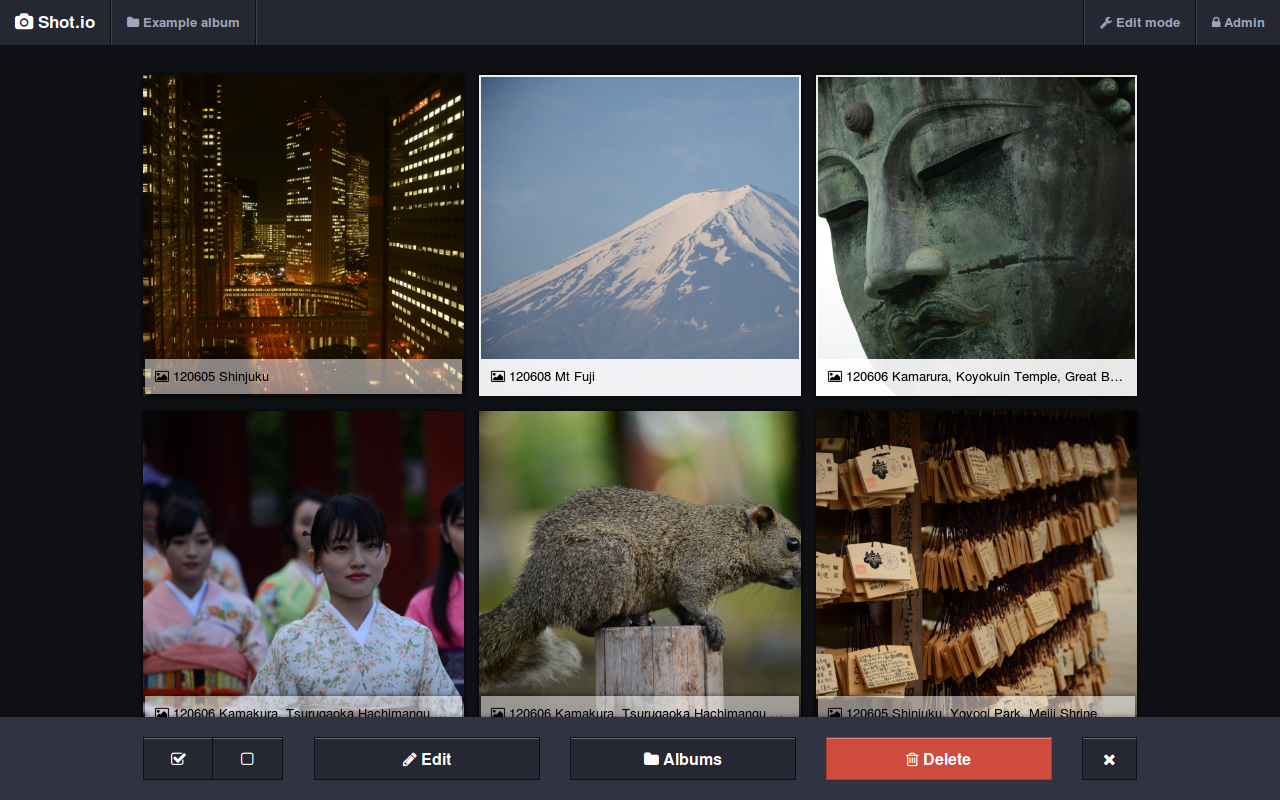 Shot.io
Example album
Edit mode
Admin
120605 Shinjuku
120608 Mt Fuji
120606 Kamarura, Koyokuin Temple, Great B…
120606 Kamakura, Tsurugaoka Hachimangu…
120606 Kamakura, Tsurugaoka Hachimangu…
120605 Shinjuku, Yoyogi Park, Meiji Shrine
Edit
Albums
Delete